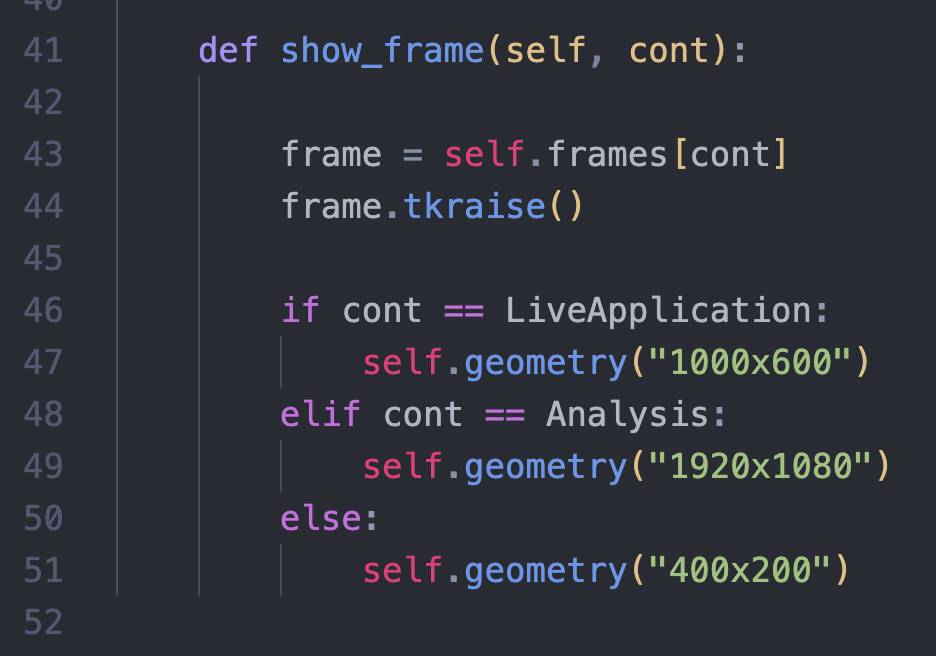 41 def show_frame(self, cont):
42
43 frame = self.frames[cont]
44 frame.tkraise()
45
46 if cont == LiveApplication:
47 self.geometry("1000x600")
48 elif cont == Analysis:
49 self.geometry("1920x1080")
50 else:
51 self.geometry("400x200")
52